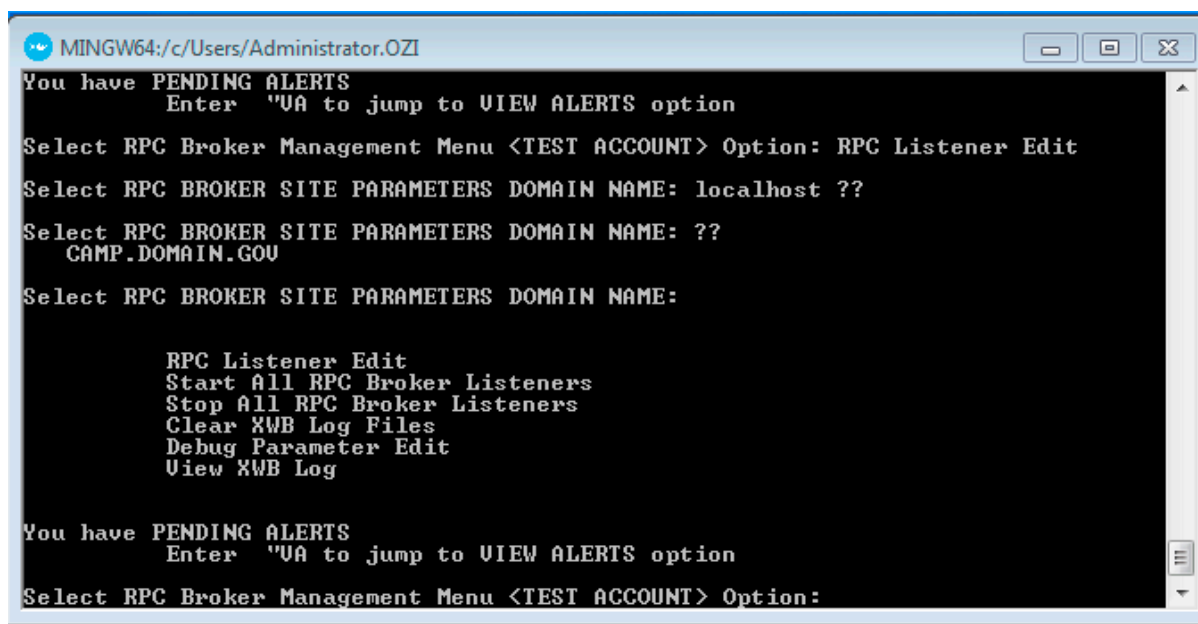 MINGW64:/c/Users/Administrator.OZI
You have PENDING ALERTS
Enter "VA to jump to VIEW ALERTS option
Select RPC Broker Management Menu <TEST ACCOUNT> Option: RPC Listener Edit
Select RPC BROKER SITE PARAMETERS DOMAIN NAME: localhost ??
Select RPC BROKER SITE PARAMETERS DOMAIN NAME: ??
CAMP.DOMAIN.GOV
Select RPC BROKER SITE PARAMETERS DOMAIN NAME:
RPC Listener Edit
Start All RPC Broker Listeners
Stop All RPC Broker Listeners
Clear XWB Log Files
Debug Parameter Edit
View XWB Log
You have PENDING ALERTS
Enter "VA to jump to VIEW ALERTS option
Select RPC Broker Management Menu <TEST ACCOUNT> Option: